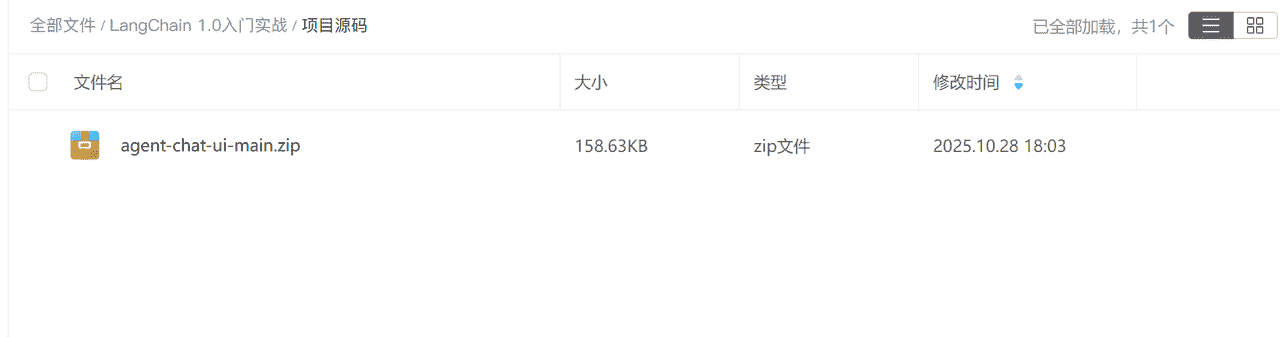 全部文件 / LangChain 1.0入门实战 / 项目源码 已全部加载，共1个
文件名 大小 类型 修改时间
agent-chat-ui-main.zip 158.63KB zip文件 2025.10.28 18:03